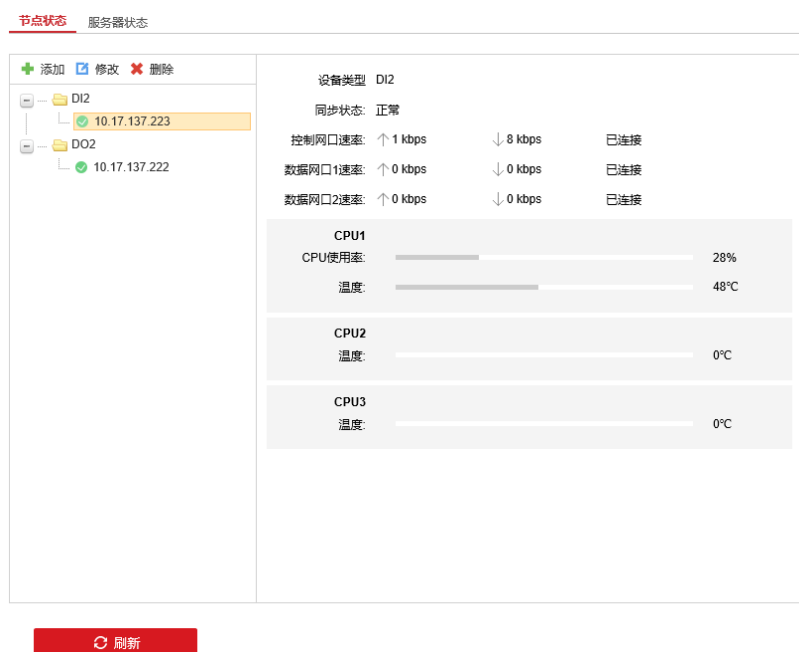 节点状态 服务器状态
添加 修改 删除
DI2
10.17.137.223
DO2
10.17.137.222
设备类型 DI2
同步状态: 正常
控制网口速率: ↑ 1 kbps ↓ 8 kbps 已连接
数据网口1速率: ↑ 0 kbps ↓ 0 kbps 已连接
数据网口2速率: ↑ 0 kbps ↓ 0 kbps 已连接
CPU1
CPU使用率: 28%
温度: 48℃
CPU2
温度: 0℃
CPU3
温度: 0℃
刷新